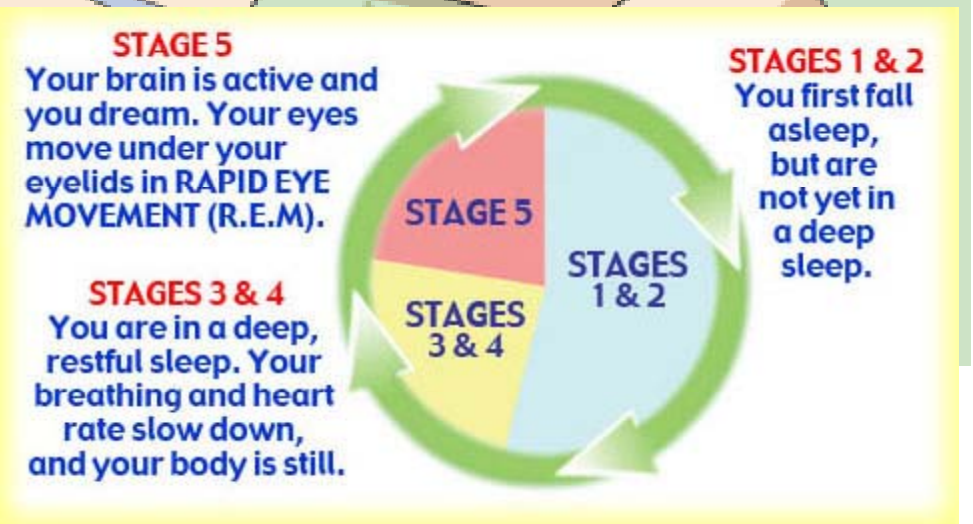 STAGE 5
Your brain is active and
you dream. Your eyes
move under your
eyelids in RAPID EYE
MOVEMENT (R.E.M).
STAGES 1 & 2
You first fall
asleep,
but are
not yet in
a deep
sleep.
STAGES 3 & 4
You are in a deep,
restful sleep. Your
breathing and heart
rate slow down,
and your body is still.
STAGE 5
STAGES
1 & 2
STAGES
3 & 4